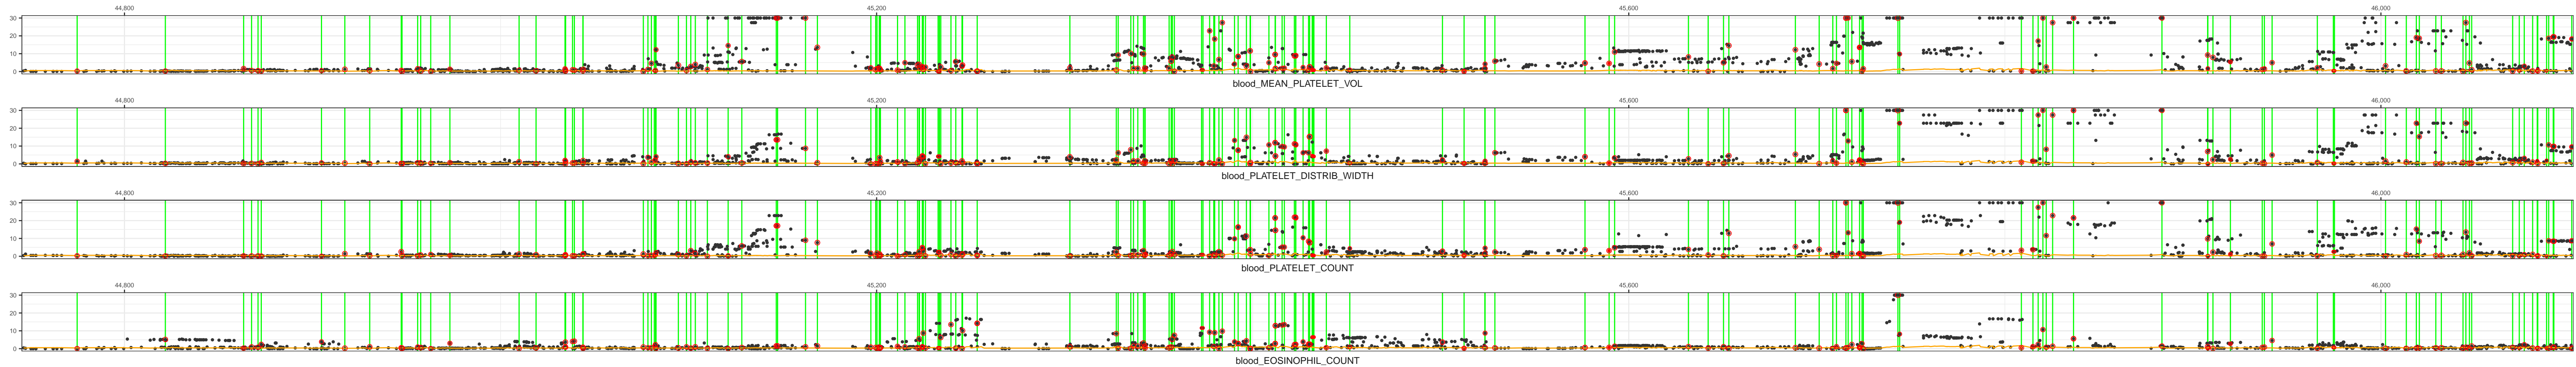 44,800 45,200 45,600 46,000
30
20
10
0
blood_MEAN_PLATELET_VOL
44,800 45,200 45,600 46,000
30
20
10
0
blood_PLATELET_DISTRIB_WIDTH
44,800 45,200 45,600 46,000
30
20
10
0
blood_PLATELET_COUNT
44,800 45,200 45,600 46,000
30
20
10
0
blood_EOSINOPHIL_COUNT